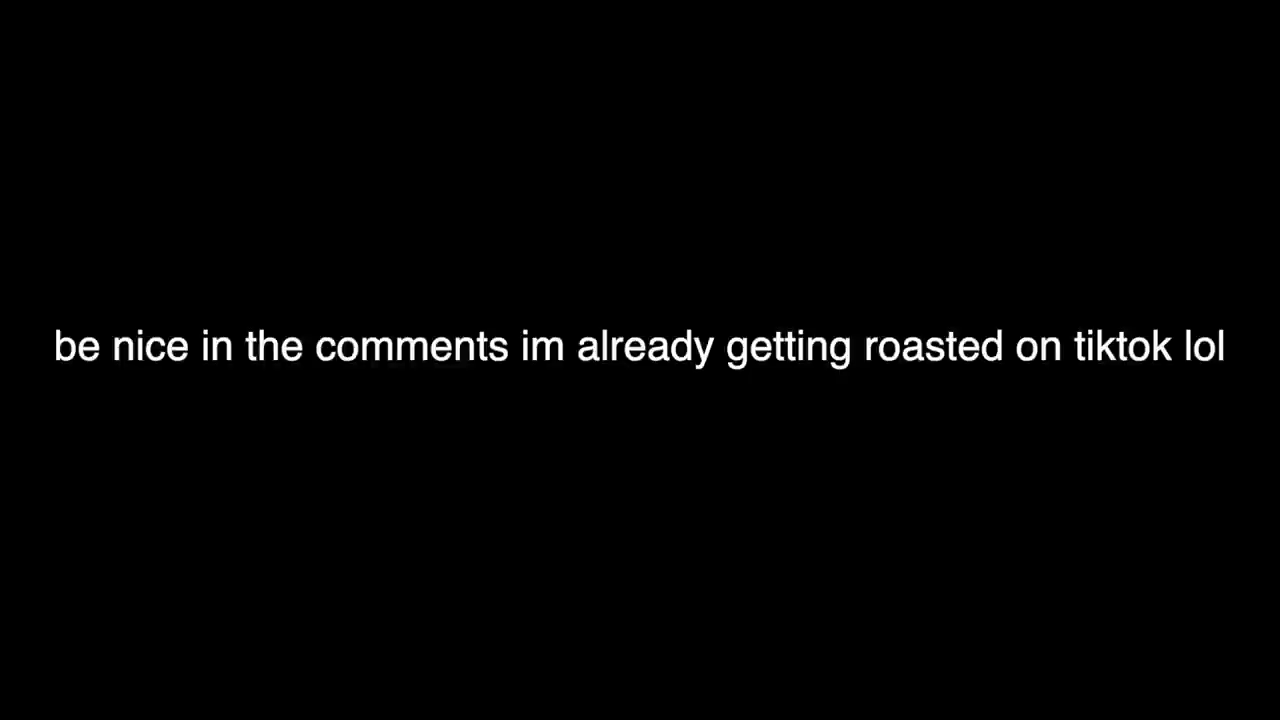 be nice in the comments im already getting roasted on tiktok lol